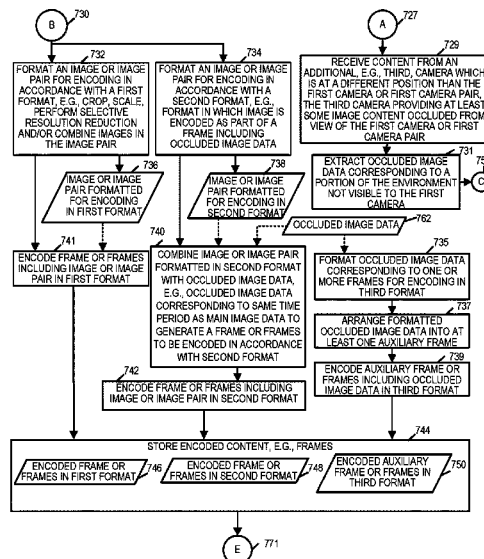 B
730
732
FORMAT AN IMAGE OR IMAGE
PAIR FOR ENCODING IN
ACCORDANCE WITH A FIRST
FORMAT, E.G., CROP, SCALE,
PERFORM SELECTIVE
RESOLUTION REDUCTION
AND/OR COMBINE IMAGES IN
THE IMAGE PAIR
736
IMAGE OR IMAGE
PAIR FORMATTED
FOR ENCODING
IN FIRST FORMAT
741
ENCODE FRAME OR FRAMES
INCLUDING IMAGE OR IMAGE
PAIR IN FIRST FORMAT
734
FORMAT AN IMAGE OR IMAGE
PAIR FOR ENCODING IN
ACCORDANCE WITH A
SECOND FORMAT, E.G.,
FORMAT IN WHICH IMAGE
IS ENCODED AS PART OF A
FRAME INCLUDING
OCCLUDED IMAGE DATA
738
IMAGE OR IMAGE
PAIR FORMATTED
FOR ENCODING
IN SECOND FORMAT
740
COMBINE IMAGE OR IMAGE PAIR
FORMATTED IN SECOND FORMAT
WITH OCCLUDED IMAGE DATA,
E.G., OCCLUDED IMAGE DATA
CORRESPONDING TO SAME TIME
PERIOD AS MAIN IMAGE DATA TO
GENERATE A FRAME OR FRAMES
TO BE ENCODED IN ACCORDANCE
WITH SECOND FORMAT
742
ENCODE FRAME OR FRAMES INCLUDING
IMAGE OR IMAGE PAIR IN SECOND FORMAT
A
727
729
RECEIVE CONTENT FROM AN
ADDITIONAL, E.G., THIRD, CAMERA WHICH
IS AT A DIFFERENT POSITION THAN THE
FIRST CAMERA OR FIRST CAMERA PAIR,
THE THIRD CAMERA PROVIDING AT LEAST
SOME IMAGE CONTENT OCCLUDED FROM
VIEW OF THE FIRST CAMERA OR FIRST
CAMERA PAIR
731
EXTRACT OCCLUDED IMAGE
DATA CORRESPONDING TO A
PORTION OF THE ENVIRONMENT
NOT VISIBLE TO THE FIRST
CAMERA
C
762
OCCLUDED IMAGE DATA
735
FORMAT OCCLUDED IMAGE DATA
CORRESPONDING TO ONE OR
MORE FRAMES FOR ENCODING IN
THIRD FORMAT
737
ARRANGE FORMATTED
OCCLUDED IMAGE DATA INTO AT
LEAST ONE AUXILIARY FRAME
739
ENCODE AUXILIARY FRAME OR
FRAMES INCLUDING OCCLUDED
IMAGE DATA IN THIRD FORMAT
744
STORE ENCODED CONTENT, E.G., FRAMES
ENCODED FRAME OR
FRAMES IN FIRST FORMAT
746
ENCODED FRAME OR
FRAMES IN SECOND FORMAT
748
ENCODED AUXILIARY
FRAME OR FRAMES IN
THIRD FORMAT
750
E
771